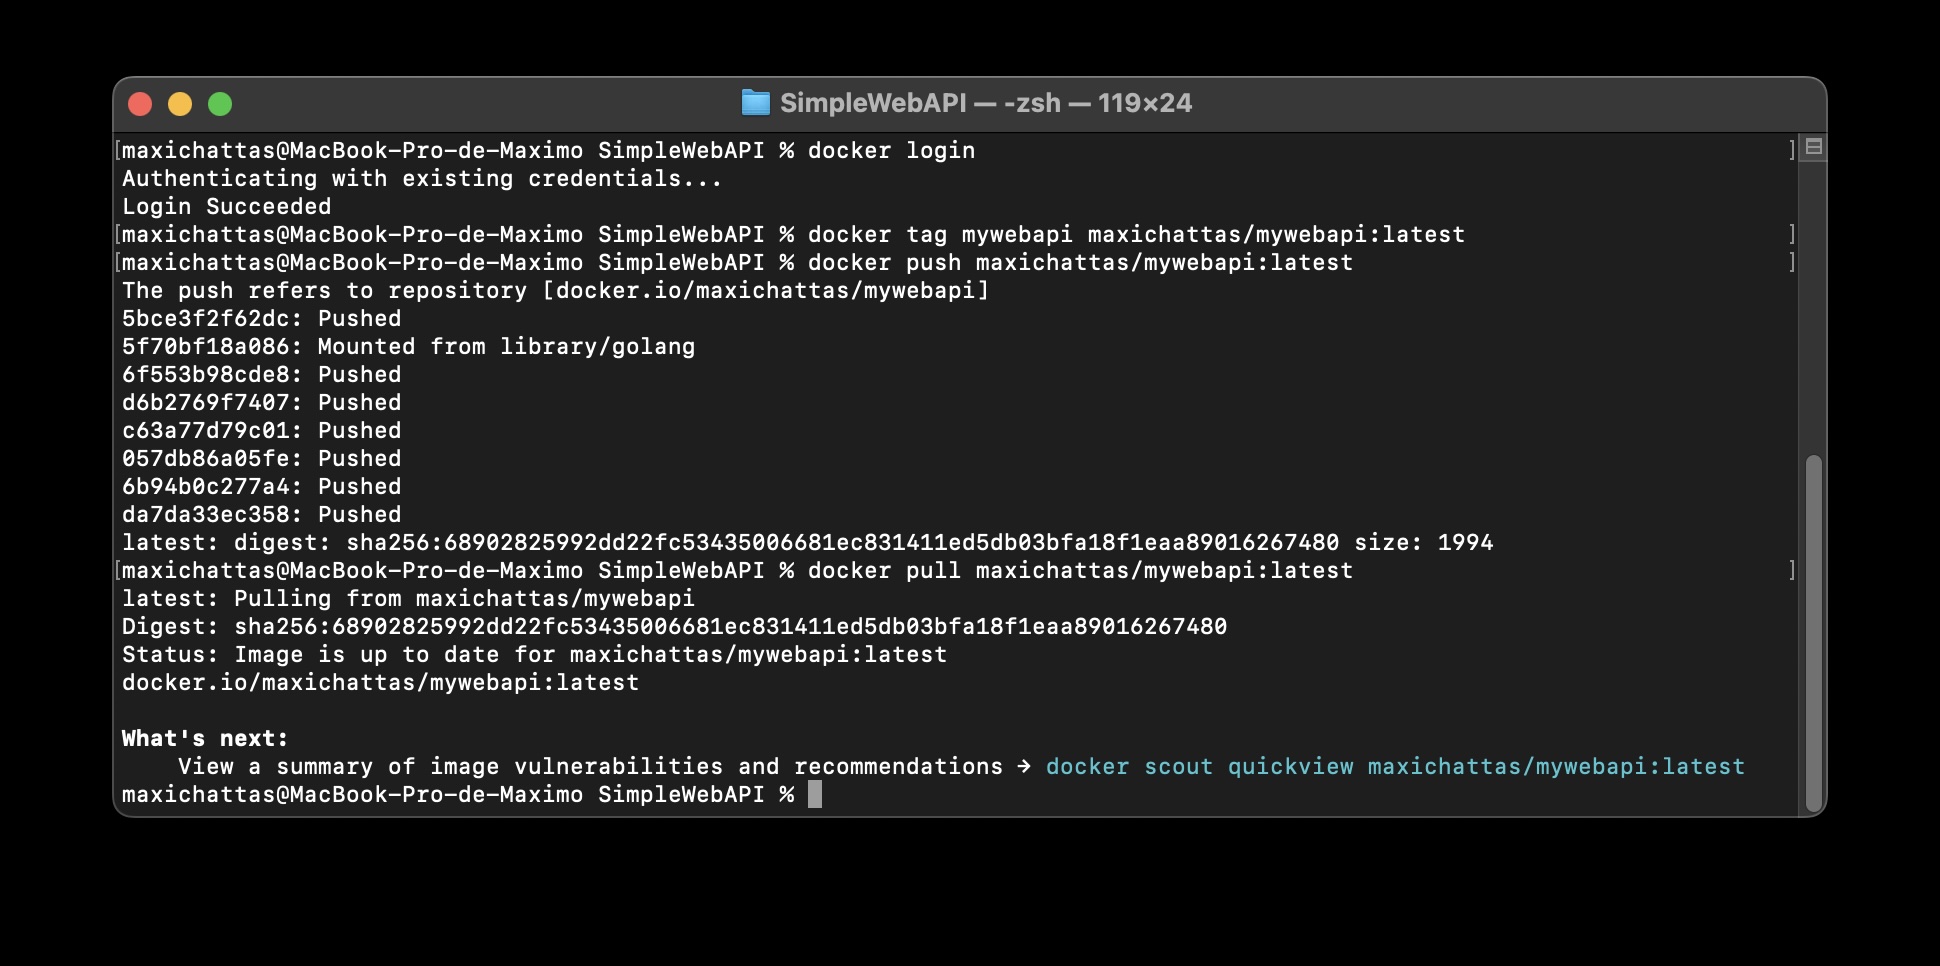 SimpleWebAPI — -zsh — 119×24
[maxichattas@MacBook-Pro-de-Maximo SimpleWebAPI % docker login ]
Authenticating with existing credentials...
Login Succeeded
[maxichattas@MacBook-Pro-de-Maximo SimpleWebAPI % docker tag mywebapi maxichattas/mywebapi:latest ]
[maxichattas@MacBook-Pro-de-Maximo SimpleWebAPI % docker push maxichattas/mywebapi:latest ]
The push refers to repository [docker.io/maxichattas/mywebapi]
5bce3f2f62dc: Pushed
5f70bf18a086: Mounted from library/golang
6f553b98cde8: Pushed
d6b2769f7407: Pushed
c63a77d79c01: Pushed
057db86a05fe: Pushed
6b94b0c277a4: Pushed
da7da33ec358: Pushed
latest: digest: sha256:68902825992dd22fc53435006681ec831411ed5db03bfa18f1eaa89016267480 size: 1994
[maxichattas@MacBook-Pro-de-Maximo SimpleWebAPI % docker pull maxichattas/mywebapi:latest ]
latest: Pulling from maxichattas/mywebapi
Digest: sha256:68902825992dd22fc53435006681ec831411ed5db03bfa18f1eaa89016267480
Status: Image is up to date for maxichattas/mywebapi:latest
docker.io/maxichattas/mywebapi:latest
What's next:
View a summary of image vulnerabilities and recommendations → docker scout quickview maxichattas/mywebapi:latest
maxichattas@MacBook-Pro-de-Maximo SimpleWebAPI %